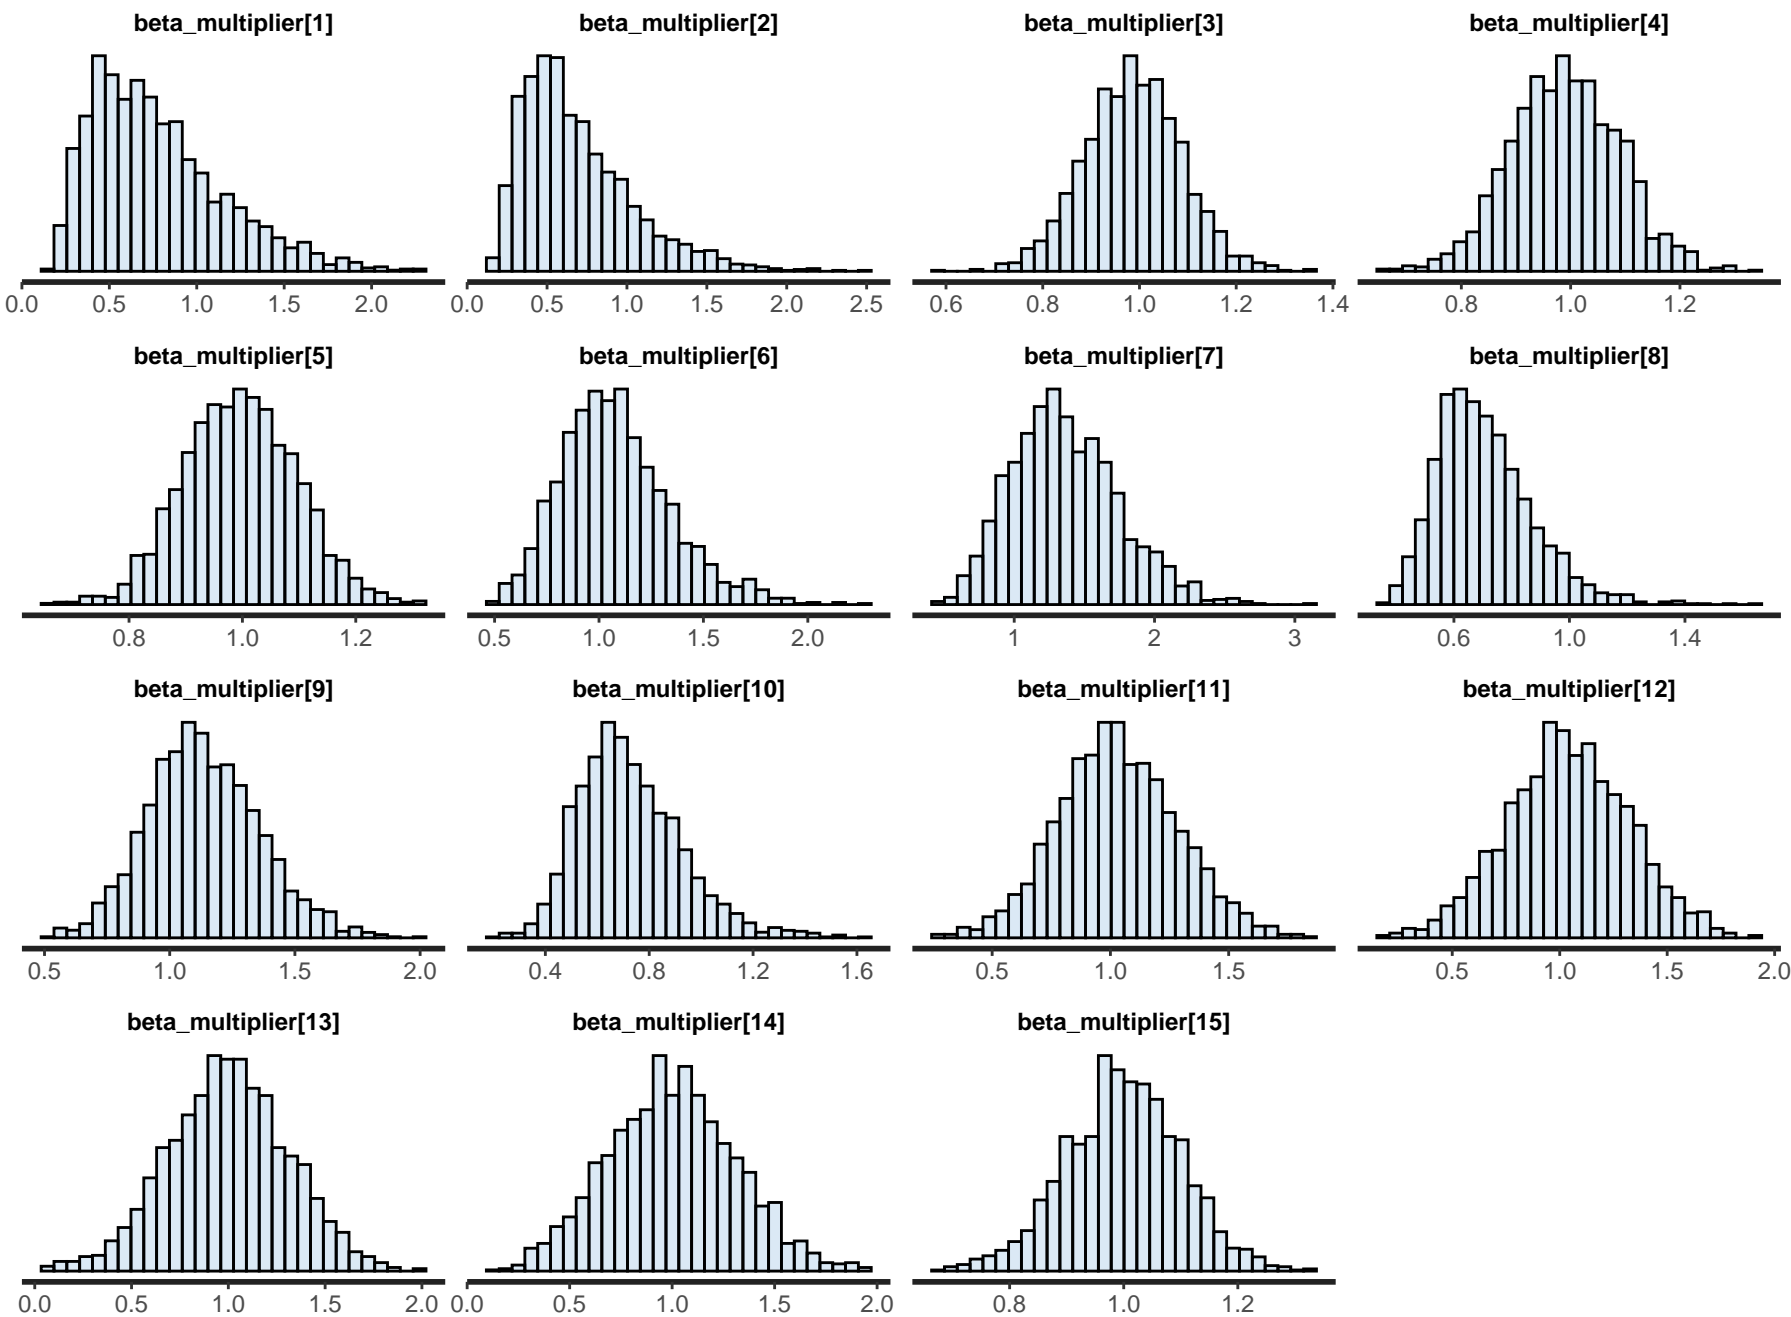 beta_multiplier[1] beta_multiplier[2] beta_multiplier[3] beta_multiplier[4]
0.0 0.5 1.0 1.5 2.0 0.0 0.5 1.0 1.5 2.0 2.5 0.6 0.8 1.0 1.2 1.4 0.8 1.0 1.2
beta_multiplier[5] beta_multiplier[6] beta_multiplier[7] beta_multiplier[8]
0.8 1.0 1.2 0.5 1.0 1.5 2.0 1 2 3 0.6 1.0 1.4
beta_multiplier[9] beta_multiplier[10] beta_multiplier[11] beta_multiplier[12]
0.5 1.0 1.5 2.0 0.4 0.8 1.2 1.6 0.5 1.0 1.5 0.5 1.0 1.5 2.0
beta_multiplier[13] beta_multiplier[14] beta_multiplier[15]
0.0 0.5 1.0 1.5 2.0 0.0 0.5 1.0 1.5 2.0 0.8 1.0 1.2